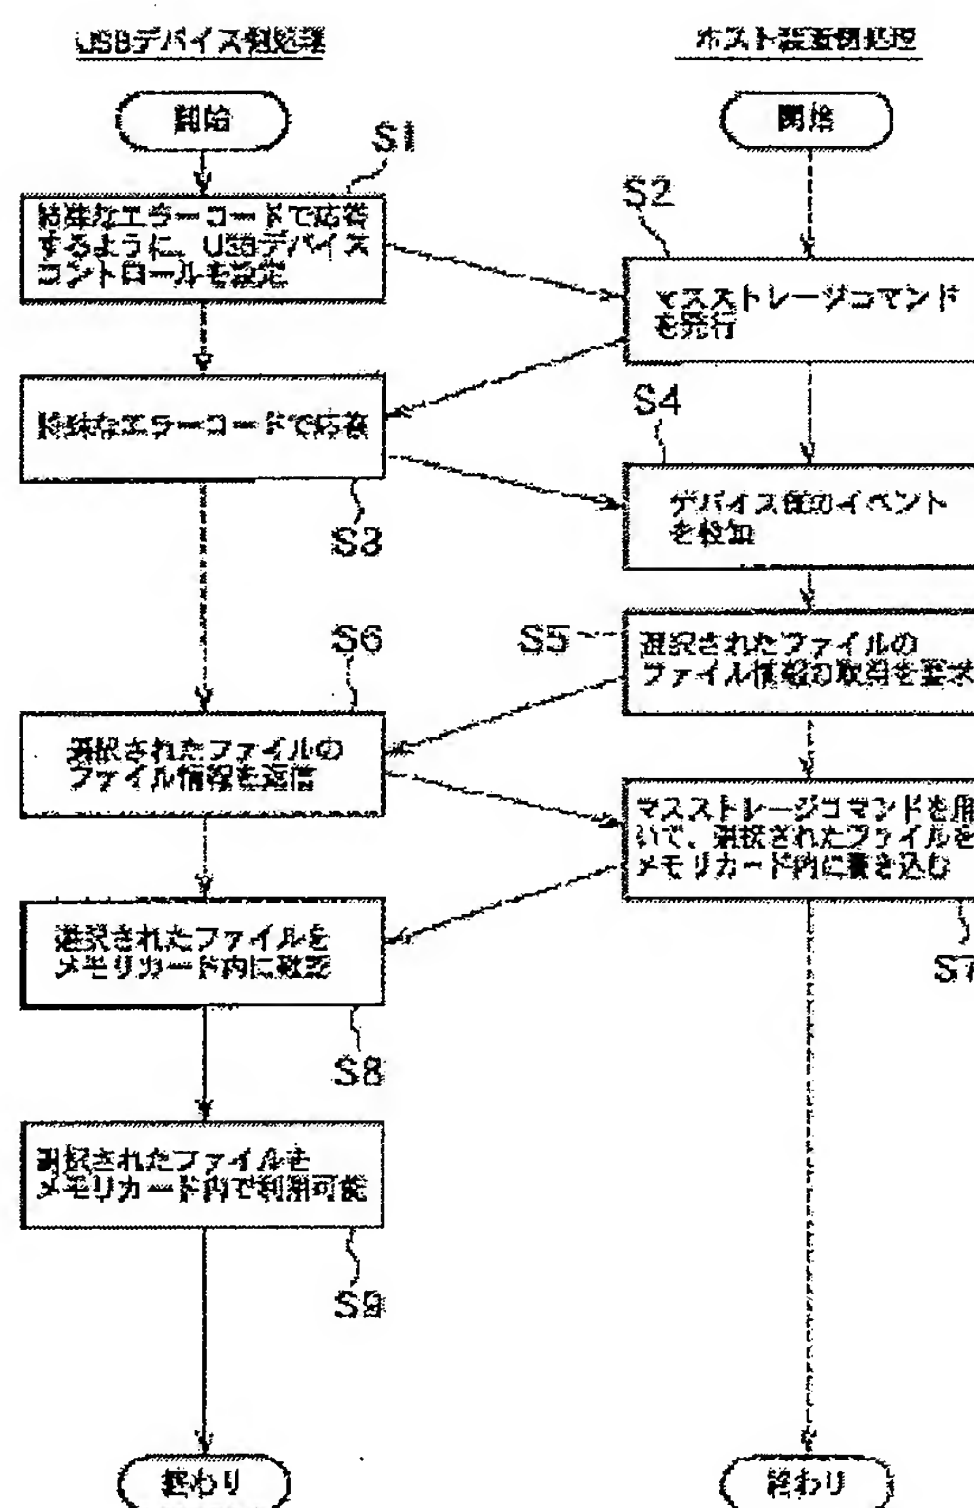 USBデバイス側処理
ホスト装置側処理
開始
開始
S1
S2
特殊なエラーコードで応答
するように、USBデバイス
コントロールを設定
マスストレージコマンド
を発行
S4
特殊なエラーコードで応答
デバイス側のイベント
を検知
S3
S6
S5
選択されたファイルの
ファイル情報の取得を要求
選択されたファイルの
ファイル情報を返信
マスストレージコマンドを用
いて、選択されたファイルを
メモリカード内に書き込む
選択されたファイルを
メモリカード内に確認
S7
S8
選択されたファイルを
メモリカード内で利用可能
S9
終わり
終わり